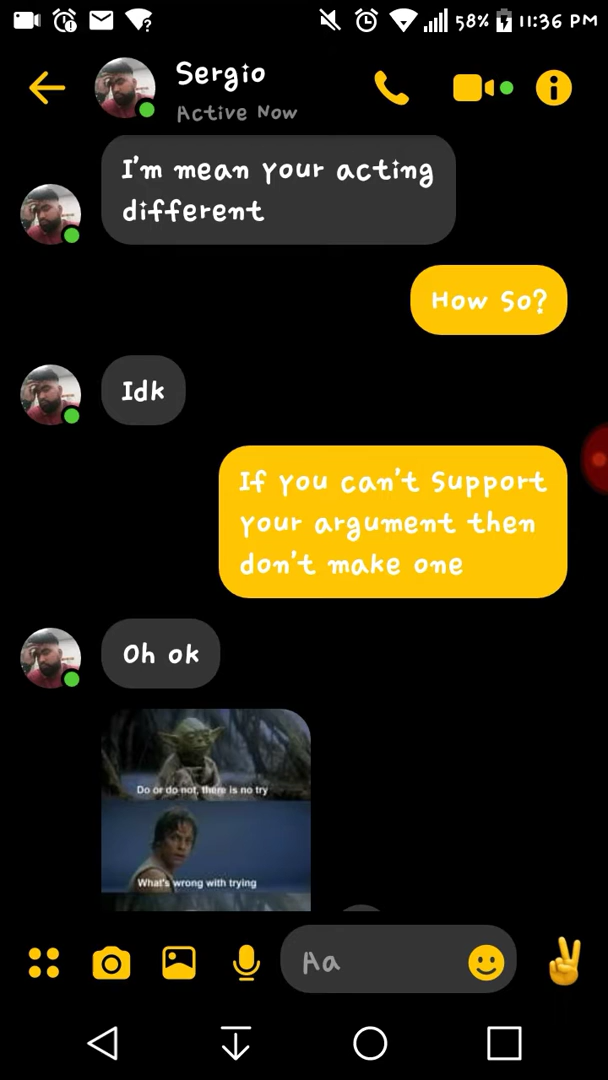 58% 11:36 PM
Sergio
Active Now
I'm mean your acting
different
How So?
Idk
If you can't Support
your argument then
don't make one
Oh ok
Do or do not, there is no try
What's wrong with trying
Aa